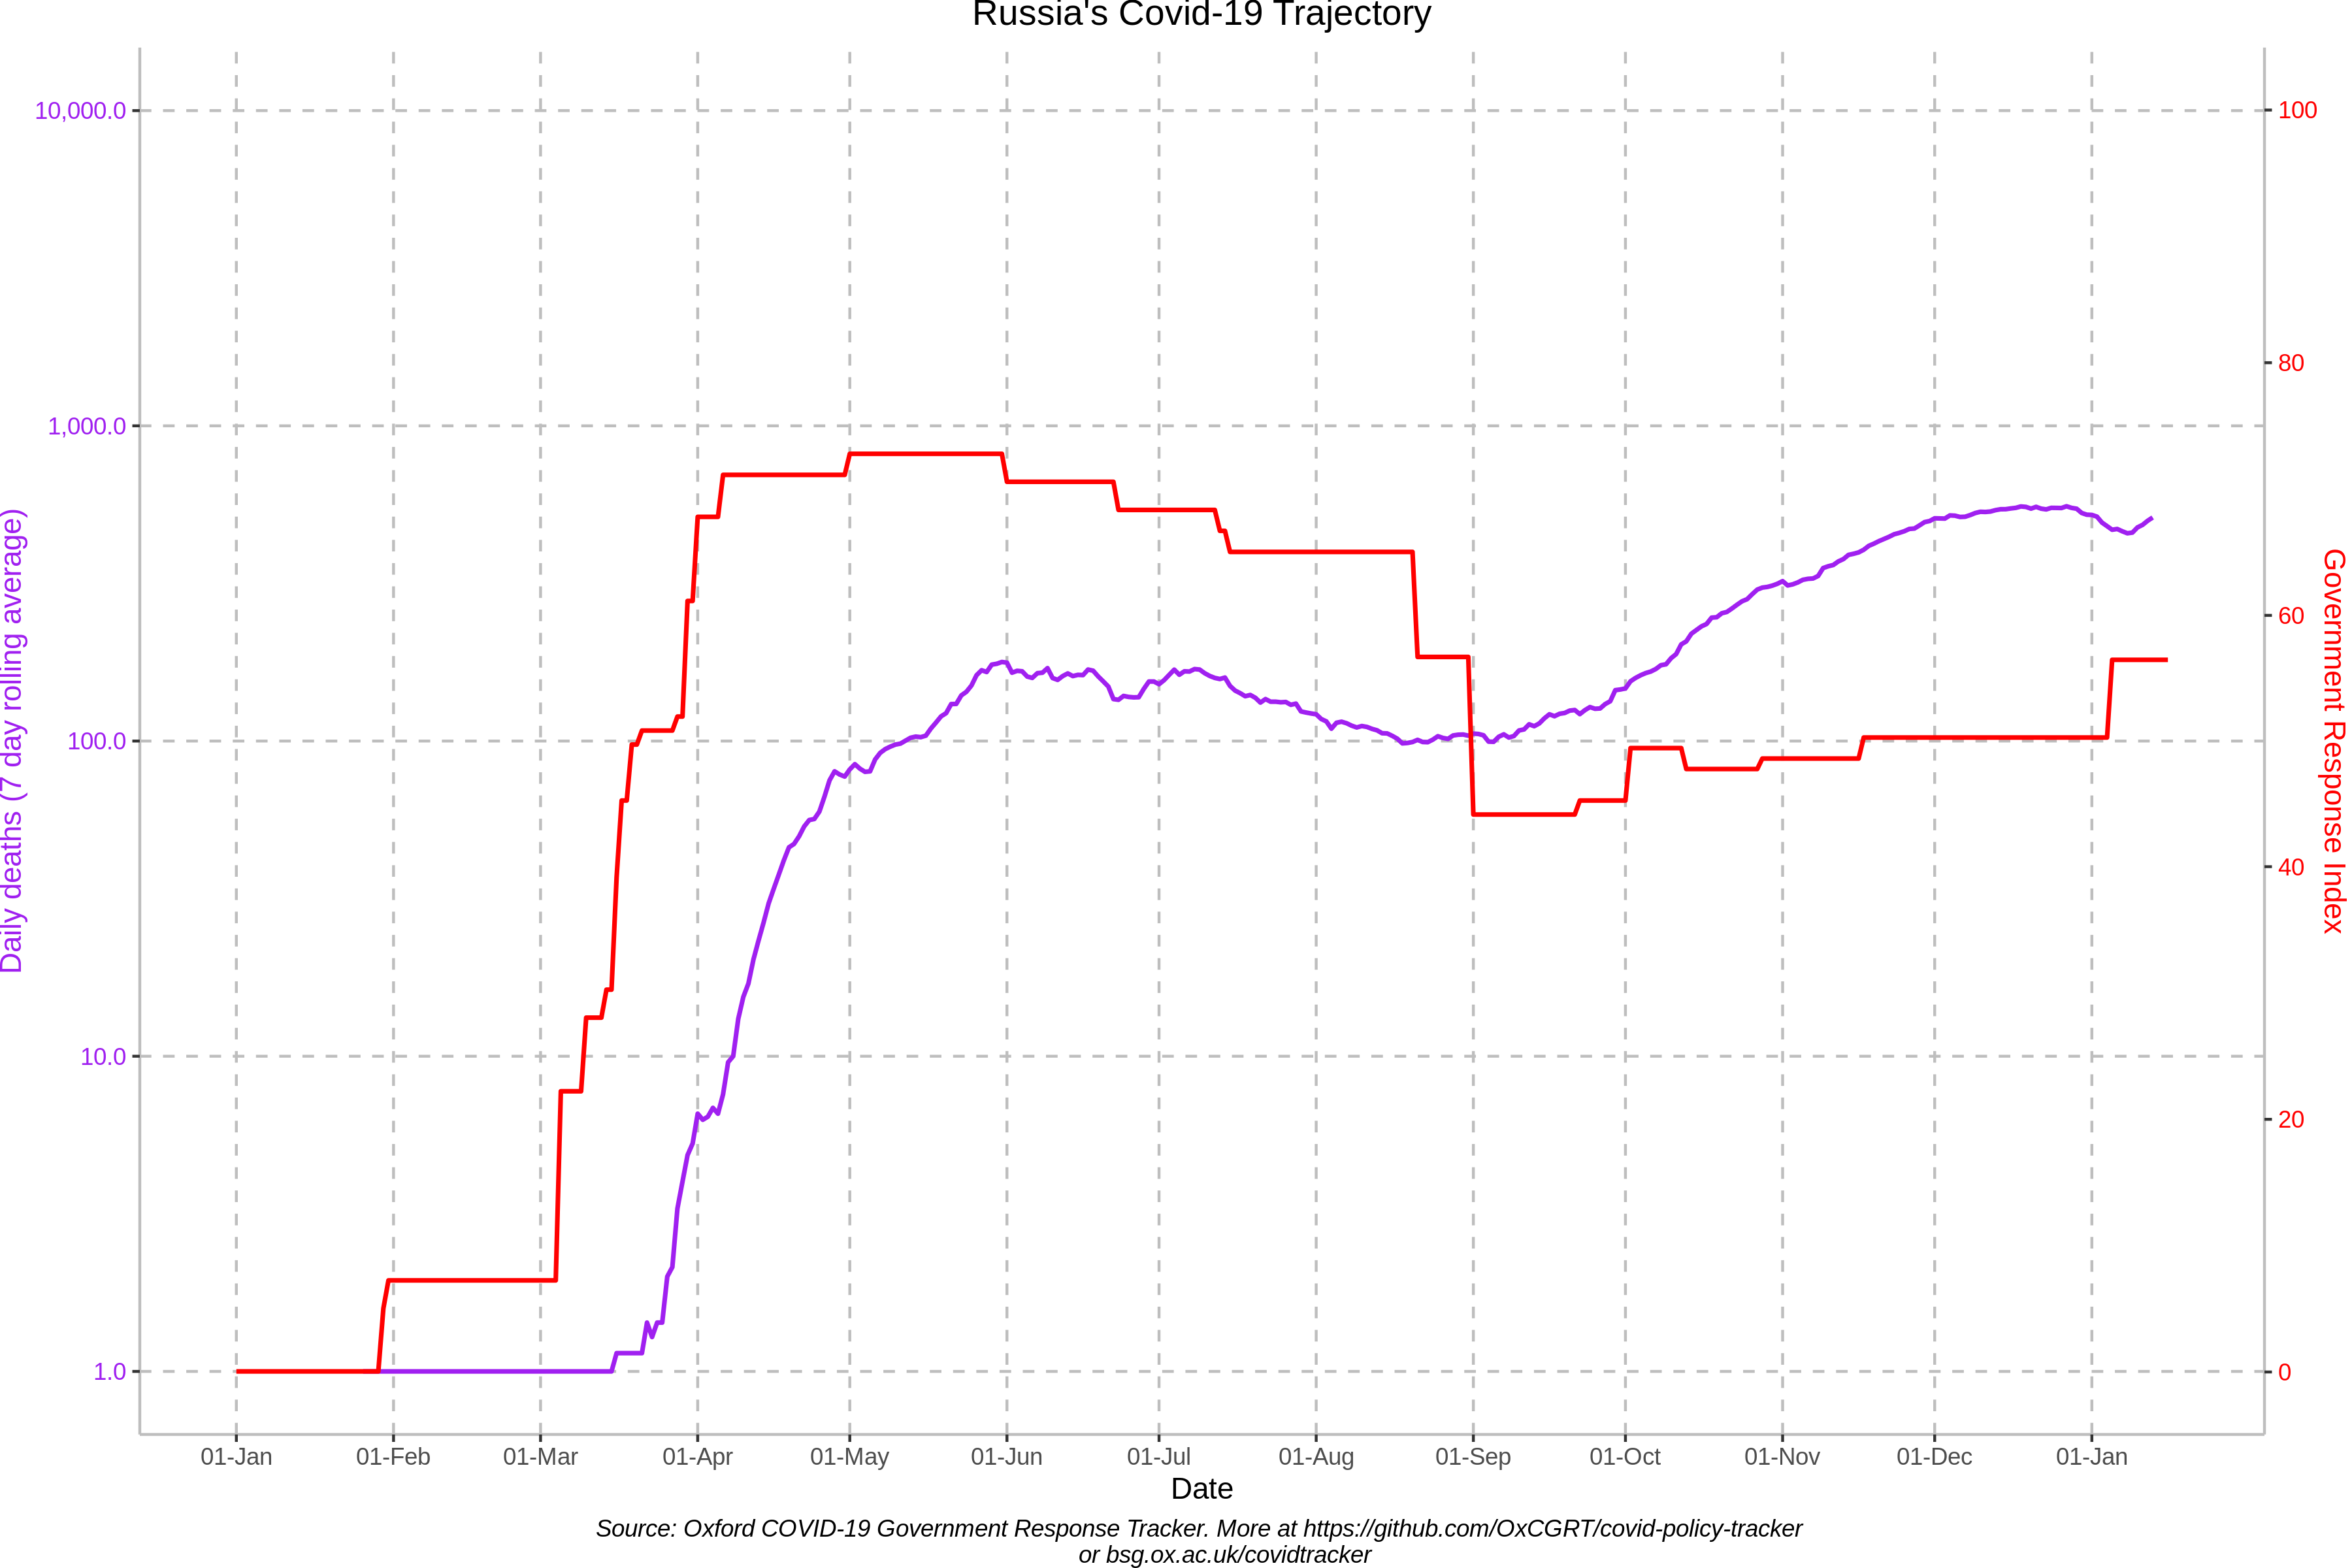 Russia's Covid-19 Trajectory
10,000.0
1,000.0
100.0
10.0
1.0
Daily deaths (7 day rolling average)
100
80
60
40
20
0
Government Response Index
01-Jan 01-Feb 01-Mar 01-Apr 01-May 01-Jun 01-Jul 01-Aug 01-Sep 01-Oct 01-Nov 01-Dec 01-Jan
Date
Source: Oxford COVID-19 Government Response Tracker. More at https://github.com/OxCGRT/covid-policy-tracker
or bsg.ox.ac.uk/covidtracker